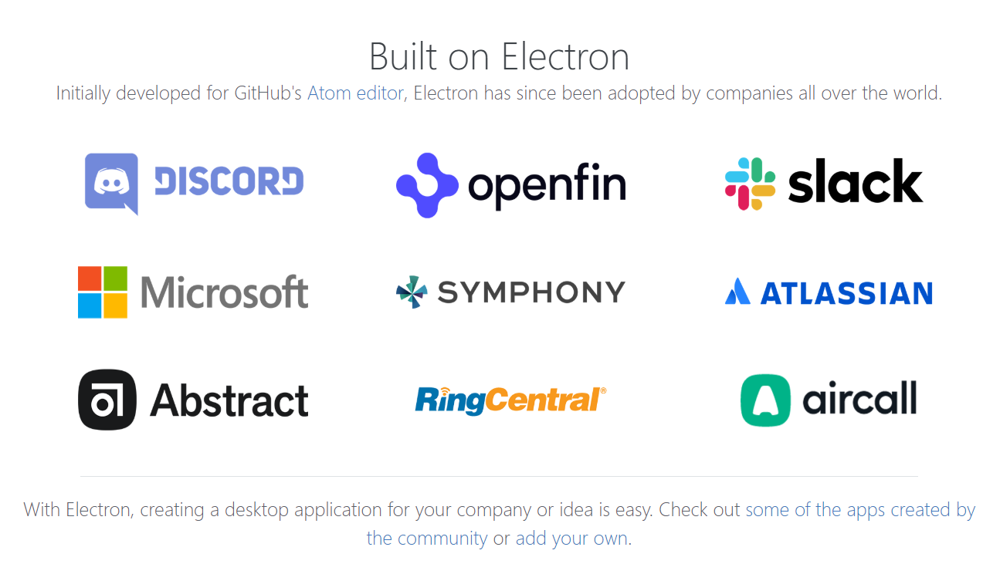 Built on Electron
Initially developed for GitHub's Atom editor, Electron has since been adopted by companies all over the world.
DISCORD
openfin
slack
Microsoft
SYMPHONY
ATLASSIAN
Abstract
RingCentral®
aircall
With Electron, creating a desktop application for your company or idea is easy. Check out some of the apps created by
the community or add your own.